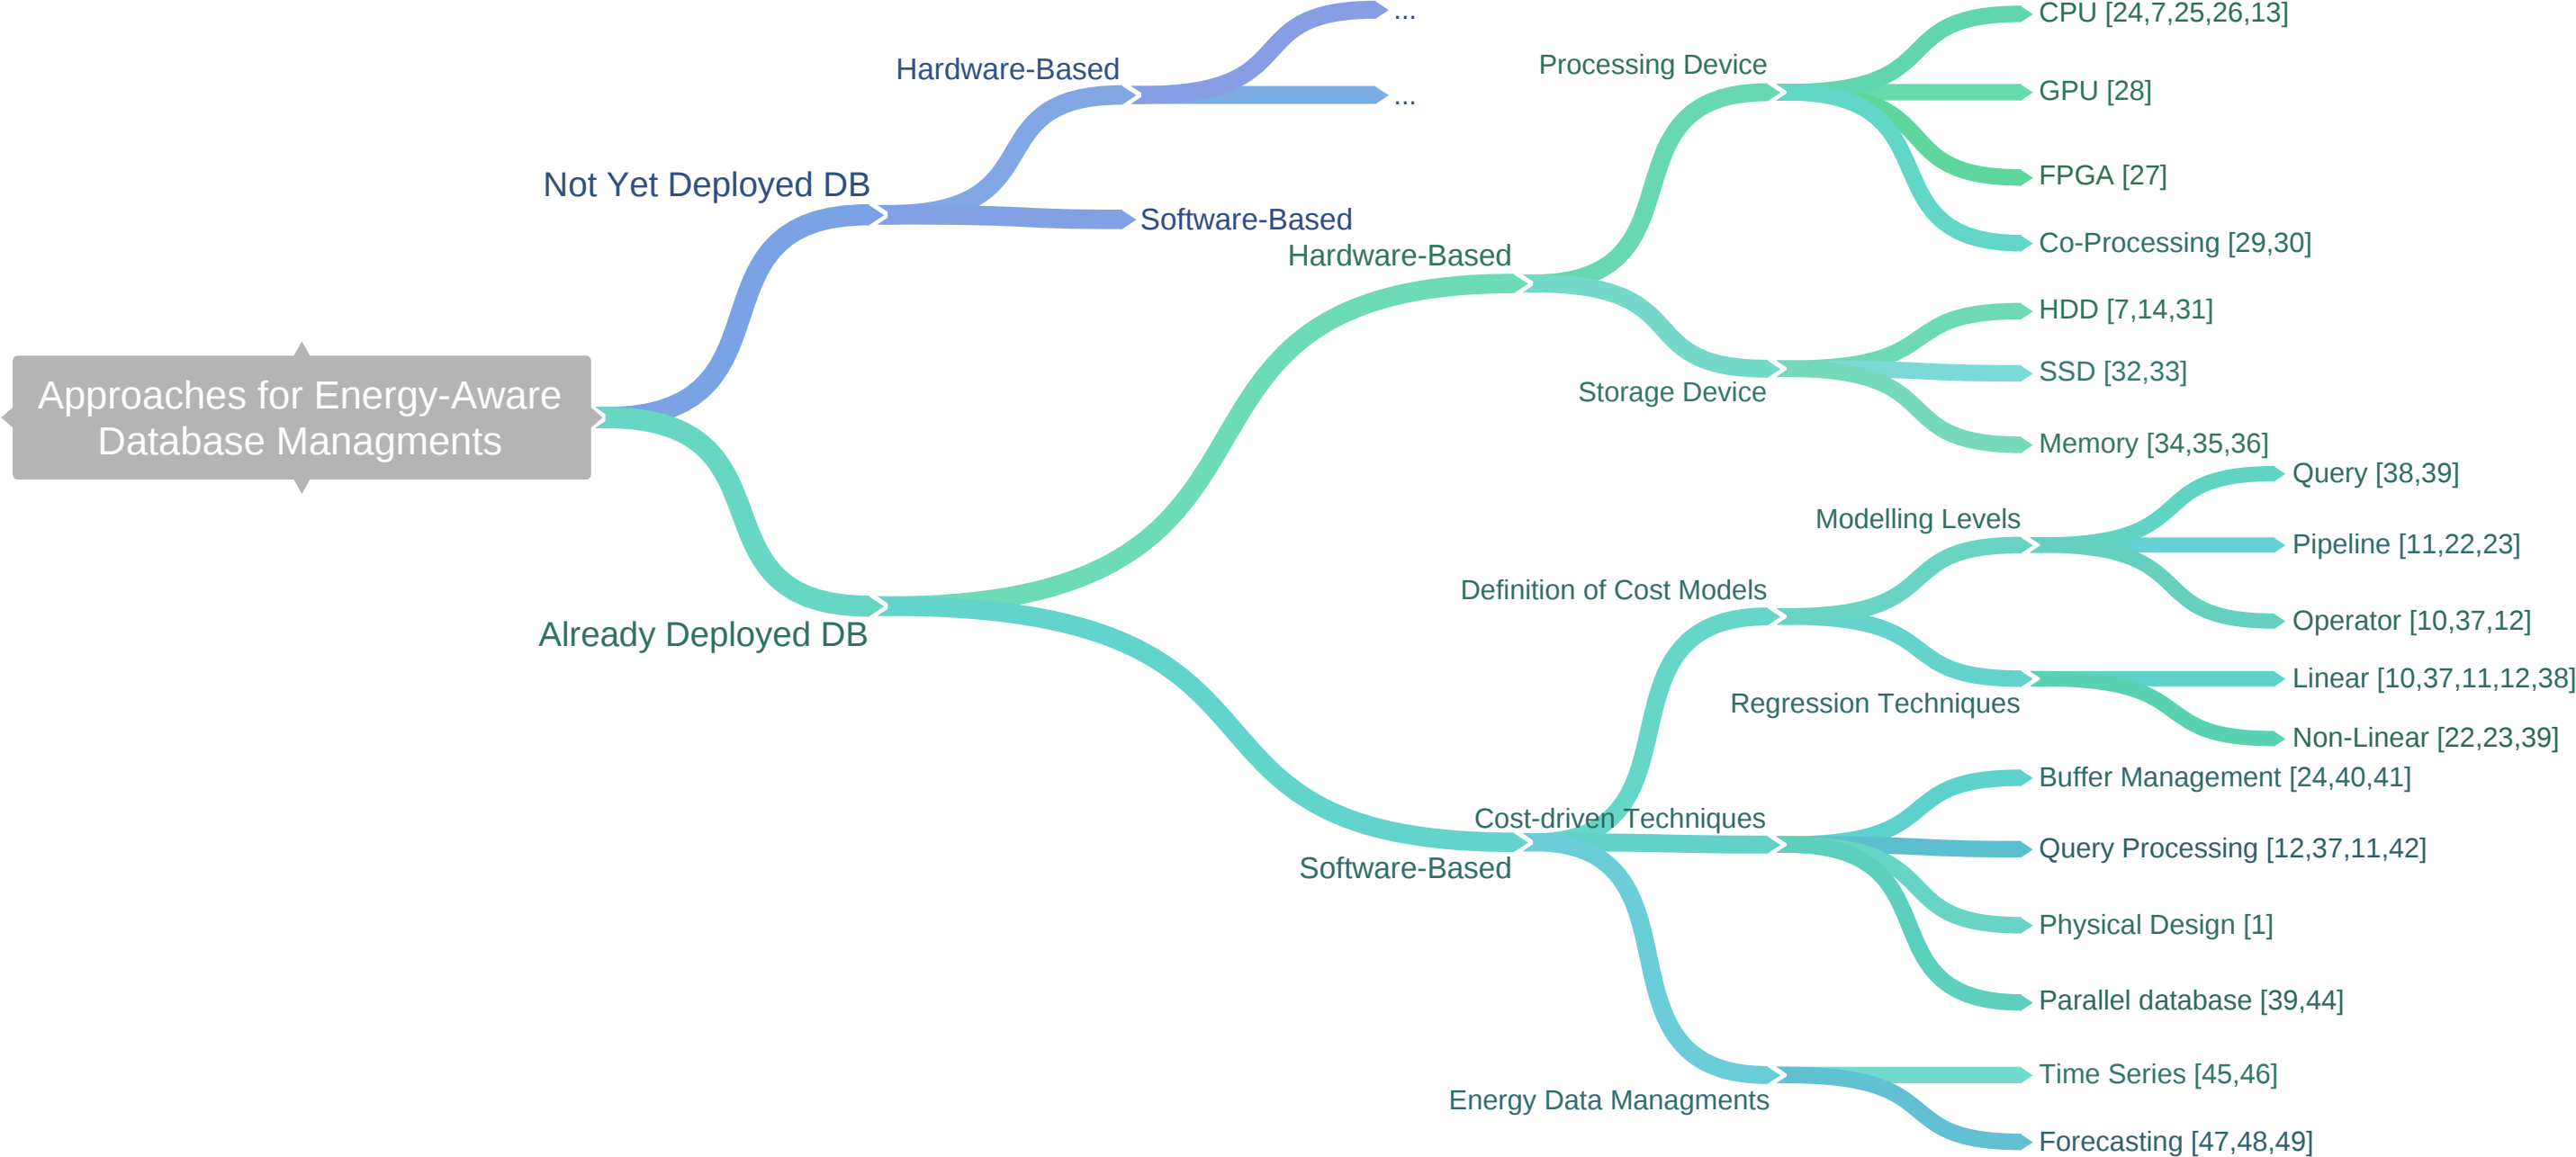 Approaches for Energy-Aware
Database Managments
Not Yet Deployed DB
Hardware-Based
...
...
Software-Based
Already Deployed DB
Hardware-Based
Processing Device
CPU [24,7,25,26,13]
GPU [28]
FPGA [27]
Co-Processing [29,30]
Storage Device
HDD [7,14,31]
SSD [32,33]
Memory [34,35,36]
Software-Based
Definition of Cost Models
Modelling Levels
Query [38,39]
Pipeline [11,22,23]
Operator [10,37,12]
Regression Techniques
Linear [10,37,11,12,38]
Non-Linear [22,23,39]
Cost-driven Techniques
Buffer Management [24,40,41]
Query Processing [12,37,11,42]
Physical Design [1]
Parallel database [39,44]
Energy Data Managments
Time Series [45,46]
Forecasting [47,48,49]